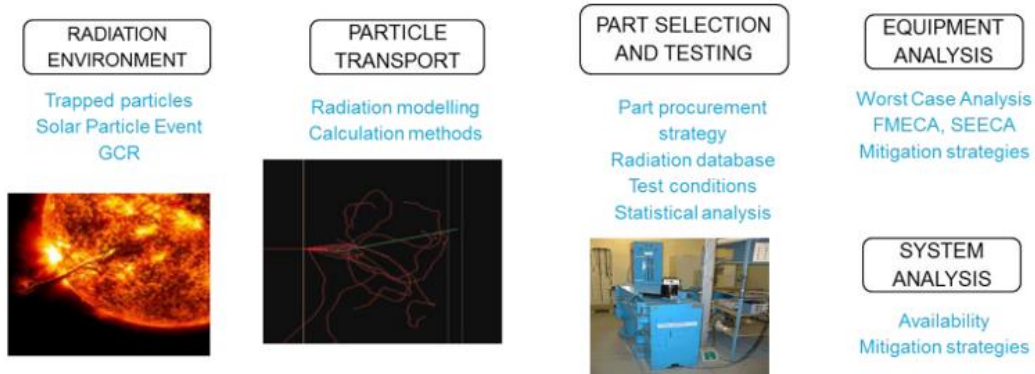 RADIATION
ENVIRONMENT
Trapped particles
Solar Particle Event
GCR
PARTICLE
TRANSPORT
Radiation modelling
Calculation methods
PART SELECTION
AND TESTING
Part procurement
strategy
Radiation database
Test conditions
Statistical analysis
EQUIPMENT
ANALYSIS
Worst Case Analysis
FMECA, SEECA
Mitigation strategies
SYSTEM
ANALYSIS
Availability
Mitigation strategies